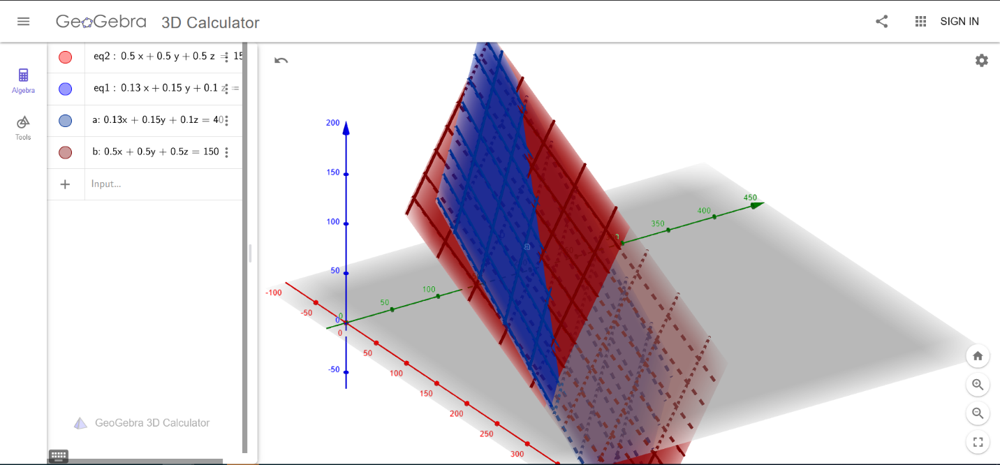 GeoGebra 3D Calculator
SIGN IN
Algebra
Tools
eq2 : 0.5 x + 0.5 y + 0.5 z = 15
eq1 : 0.13 x + 0.15 y + 0.1 z =
a: 0.13x + 0.15y + 0.1z = 40
b: 0.5x + 0.5y + 0.5z = 150
Input...
GeoGebra 3D Calculator
200
150
100
50
0
-50
-100
-50
0
50
100
150
200
250
300
0
50
100
350
400
450